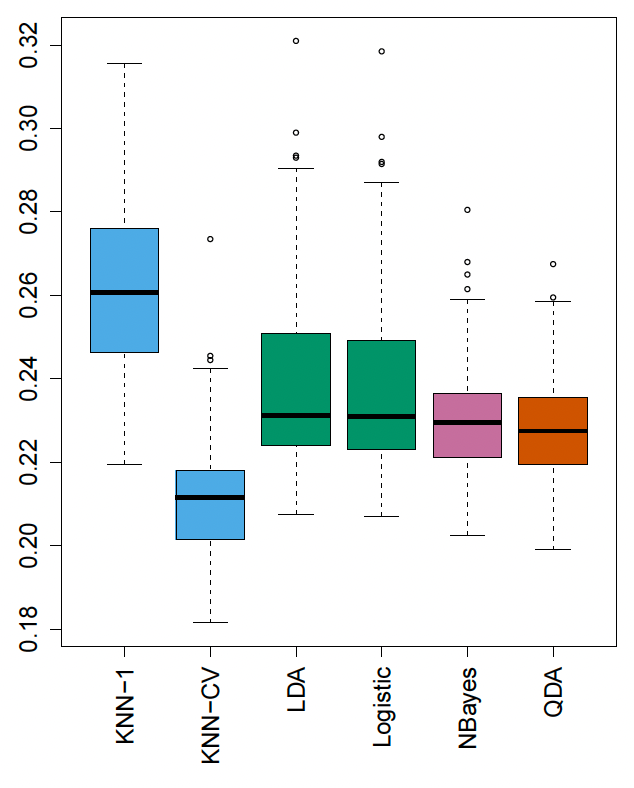 0.32
0.30
0.28
0.26
0.24
0.22
0.20
0.18
KNN−1
KNN−CV
LDA
Logistic
NBayes
QDA